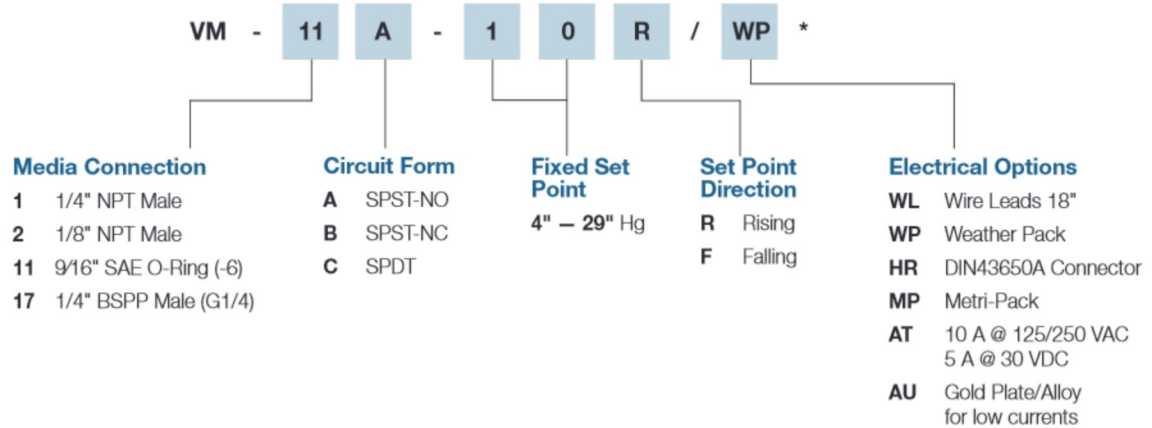 VM - 11 A - 1 0 R / WP *
Media Connection
1 1/4" NPT Male
2 1/8" NPT Male
11 9/16" SAE O-Ring (-6)
17 1/4" BSPP Male (G1/4)
Circuit Form
A SPST-NO
B SPST-NC
C SPDT
Fixed Set
Point
4" — 29" Hg
Set Point
Direction
R Rising
F Falling
Electrical Options
WL Wire Leads 18"
WP Weather Pack
HR DIN43650A Connector
MP Metri-Pack
AT 10 A @ 125/250 VAC
5 A @ 30 VDC
AU Gold Plate/Alloy
for low currents